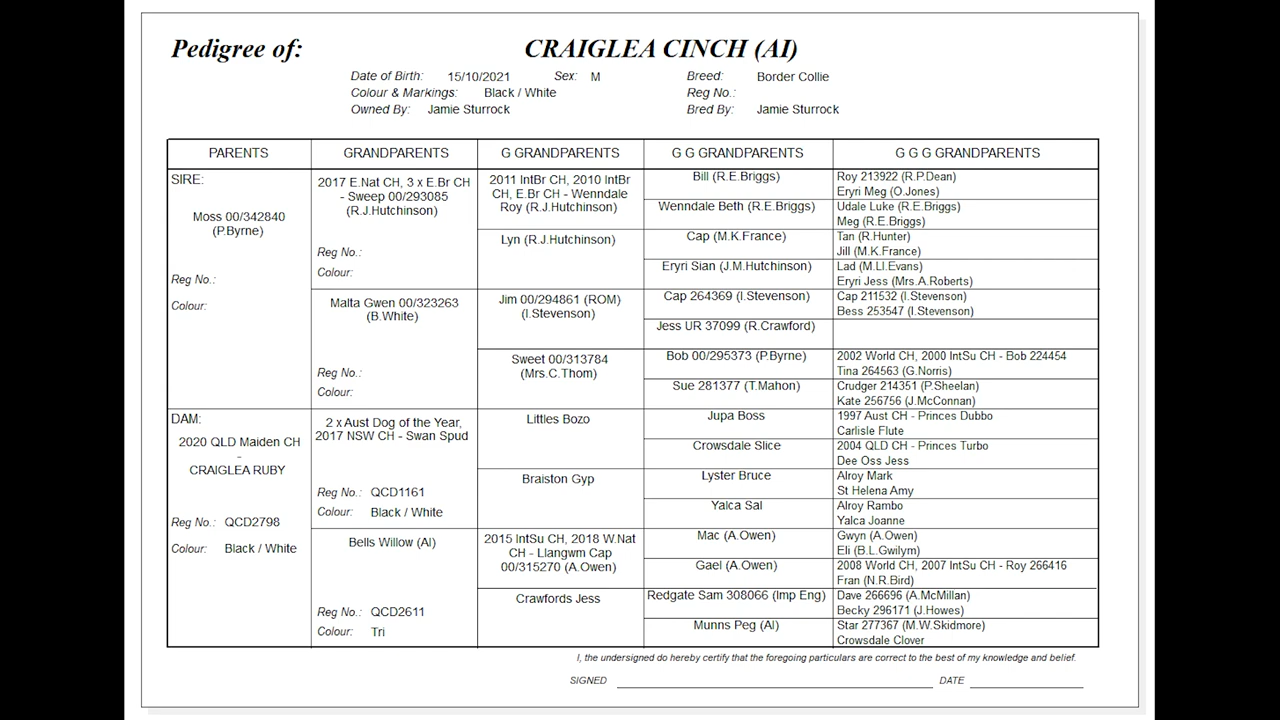 Pedigree of: CRAIGLEA CINCH (AI)
Date of Birth: 15/10/2021 Sex: M Breed: Border Collie
Colour & Markings: Black / White Reg No.:
Owned By: Jamie Sturrock Bred By: Jamie Sturrock
PARENTS GRANDPARENTS G GRANDPARENTS G G GRANDPARENTS G G G GRANDPARENTS
SIRE:
Moss 00/342840
(P.Byrne)
Reg No.:
Colour:
DAM:
2020 QLD Maiden CH
-
CRAIGLEA RUBY
Reg No.: QCD2798
Colour: Black / White
2017 E.Nat CH, 3 x E.Br CH
- Sweep 00/293085
(R.J.Hutchinson)
Reg No.:
Colour:
Malta Gwen 00/323263
(B.White)
Reg No.:
Colour:
2 x Aust Dog of the Year,
2017 NSW CH - Swan Spud
Reg No.: QCD1161
Colour: Black / White
Bells Willow (AI)
Reg No.: QCD2611
Colour: Tri
2011 IntBr CH, 2010 IntBr
CH, E.Br CH - Wenndale
Roy (R.J.Hutchinson)
Lyn (R.J.Hutchinson)
Jim 00/294861 (ROM)
(I.Stevenson)
Sweet 00/313784
(Mrs.C.Thom)
Littles Bozo
Braiston Gyp
2015 IntSu CH, 2018 W.Nat
CH - Llangwm Cap
00/315270 (A.Owen)
Crawfords Jess
Bill (R.E.Briggs)
Wenndale Beth (R.E.Briggs)
Cap (M.K.France)
Eryri Sian (J.M.Hutchinson)
Cap 264369 (I.Stevenson)
Jess UR 37099 (R.Crawford)
Bob 00/295373 (P.Byrne)
Sue 281377 (T.Mahon)
Jupa Boss
Crowsdale Slice
Lyster Bruce
Yalca Sal
Mac (A.Owen)
Gael (A.Owen)
Redgate Sam 308066 (Imp Eng)
Munns Peg (AI)
Roy 213922 (R.P.Dean)
Eryri Meg (O.Jones)
Udale Luke (R.E.Briggs)
Meg (R.E.Briggs)
Tan (R.Hunter)
Jill (M.K.France)
Lad (M.Ll.Evans)
Eryri Jess (Mrs.A.Roberts)
Cap 211532 (I.Stevenson)
Bess 253547 (I.Stevenson)
2002 World CH, 2000 IntSu CH - Bob 224454
Tina 264563 (G.Norris)
Crudger 214351 (P.Sheelan)
Kate 256756 (J.McConnan)
1997 Aust CH - Princes Dubbo
Carlisle Flute
2004 QLD CH - Princes Turbo
Dee Oss Jess
Alroy Mark
St Helena Amy
Alroy Rambo
Yalca Joanne
Gwyn (A.Owen)
Eli (B.L.Gwilym)
2008 World CH, 2007 IntSu CH - Roy 266416
Fran (N.R.Bird)
Dave 266696 (A.McMillan)
Becky 296171 (J.Howes)
Star 277367 (M.W.Skidmore)
Crowsdale Clover
I, the undersigned do hereby certify that the foregoing particulars are correct to the best of my knowledge and belief.
SIGNED DATE